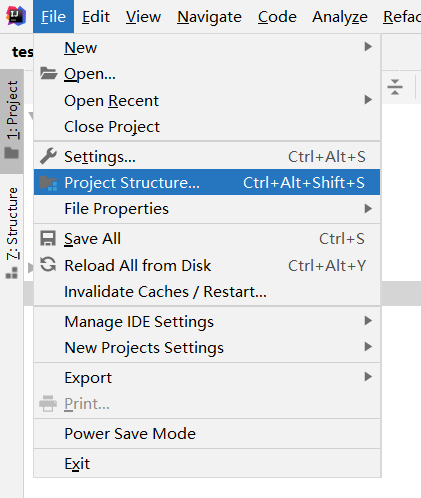 File Edit View Navigate Code Analyze Refac
tes
1: Project
Z: Structure
New
Open...
Open Recent
Close Project
Settings... Ctrl+Alt+S
Project Structure... Ctrl+Alt+Shift+S
File Properties
Save All Ctrl+S
Reload All from Disk Ctrl+Alt+Y
Invalidate Caches / Restart...
Manage IDE Settings
New Projects Settings
Export
Print...
Power Save Mode
Exit